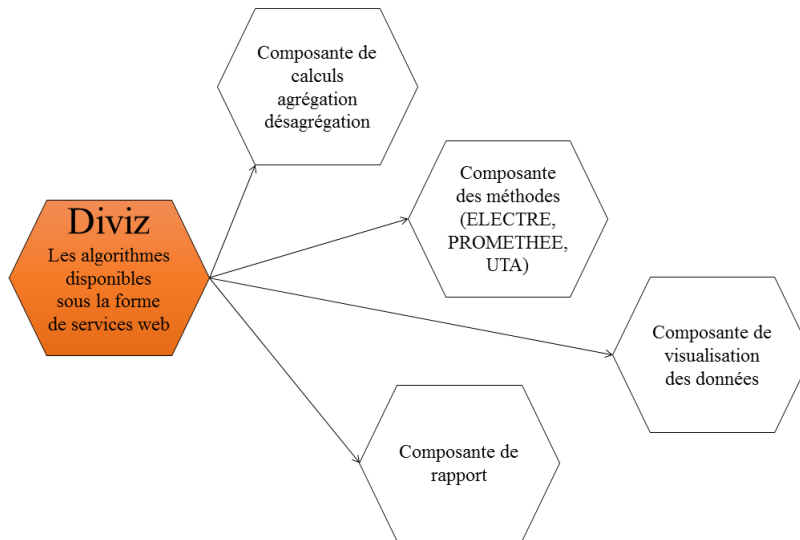 Composante de
calculs
agrégation
désagrégation
Composante
des méthodes
(ELECTRE,
PROMETHEE,
UTA)
Diviz
Les algorithmes
disponibles
sous la forme
de services web
Composante de
visualisation
des données
Composante de
rapport